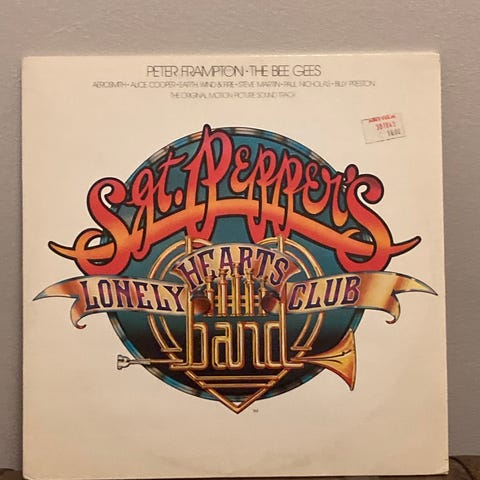 PETER FRAMPTON · THE BEE GEES
AEROSMITH · ALICE COOPER · EARTH, WIND & FIRE · STEVE MARTIN · PAUL NICHOLAS · BILLY PRESTON
THE ORIGINAL MOTION PICTURE SOUND TRACK
Sgt. Pepper's
LONELY HEARTS CLUB
band
TM